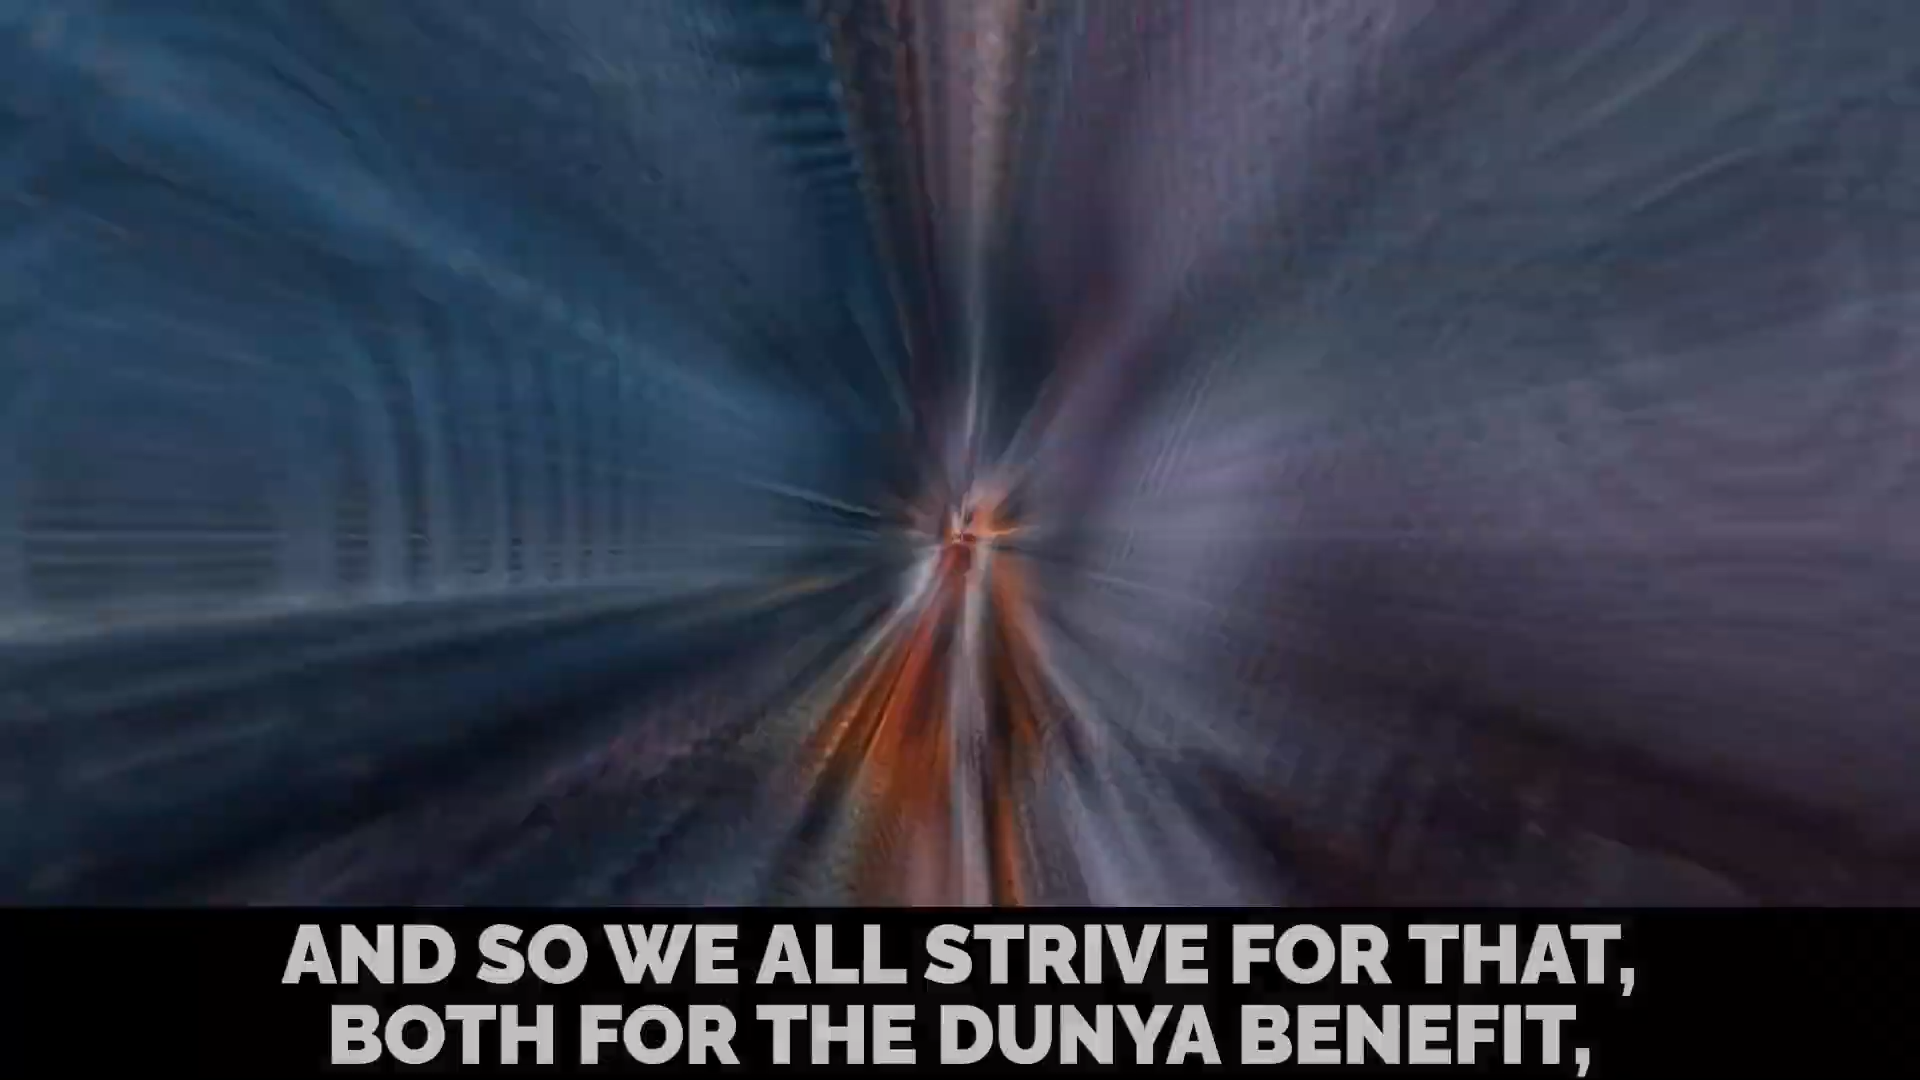 AND SO WE ALL STRIVE FOR THAT,
BOTH FOR THE DUNYA BENEFIT,